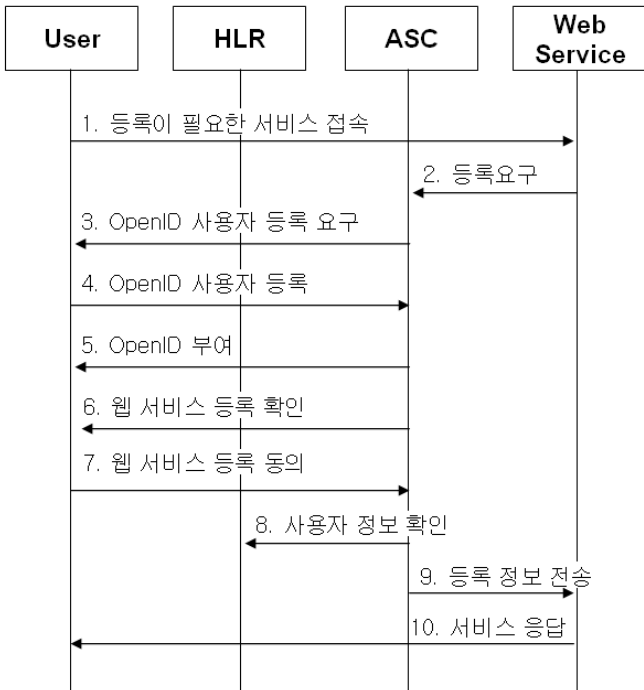 User
HLR
ASC
Web
Service
1. 등록이 필요한 서비스 접속
2. 등록요구
3. OpenID 사용자 등록 요구
4. OpenID 사용자 등록
5. OpenID 부여
6. 웹 서비스 등록 확인
7. 웹 서비스 등록 동의
8. 사용자 정보 확인
9. 등록 정보 전송
10. 서비스 응답